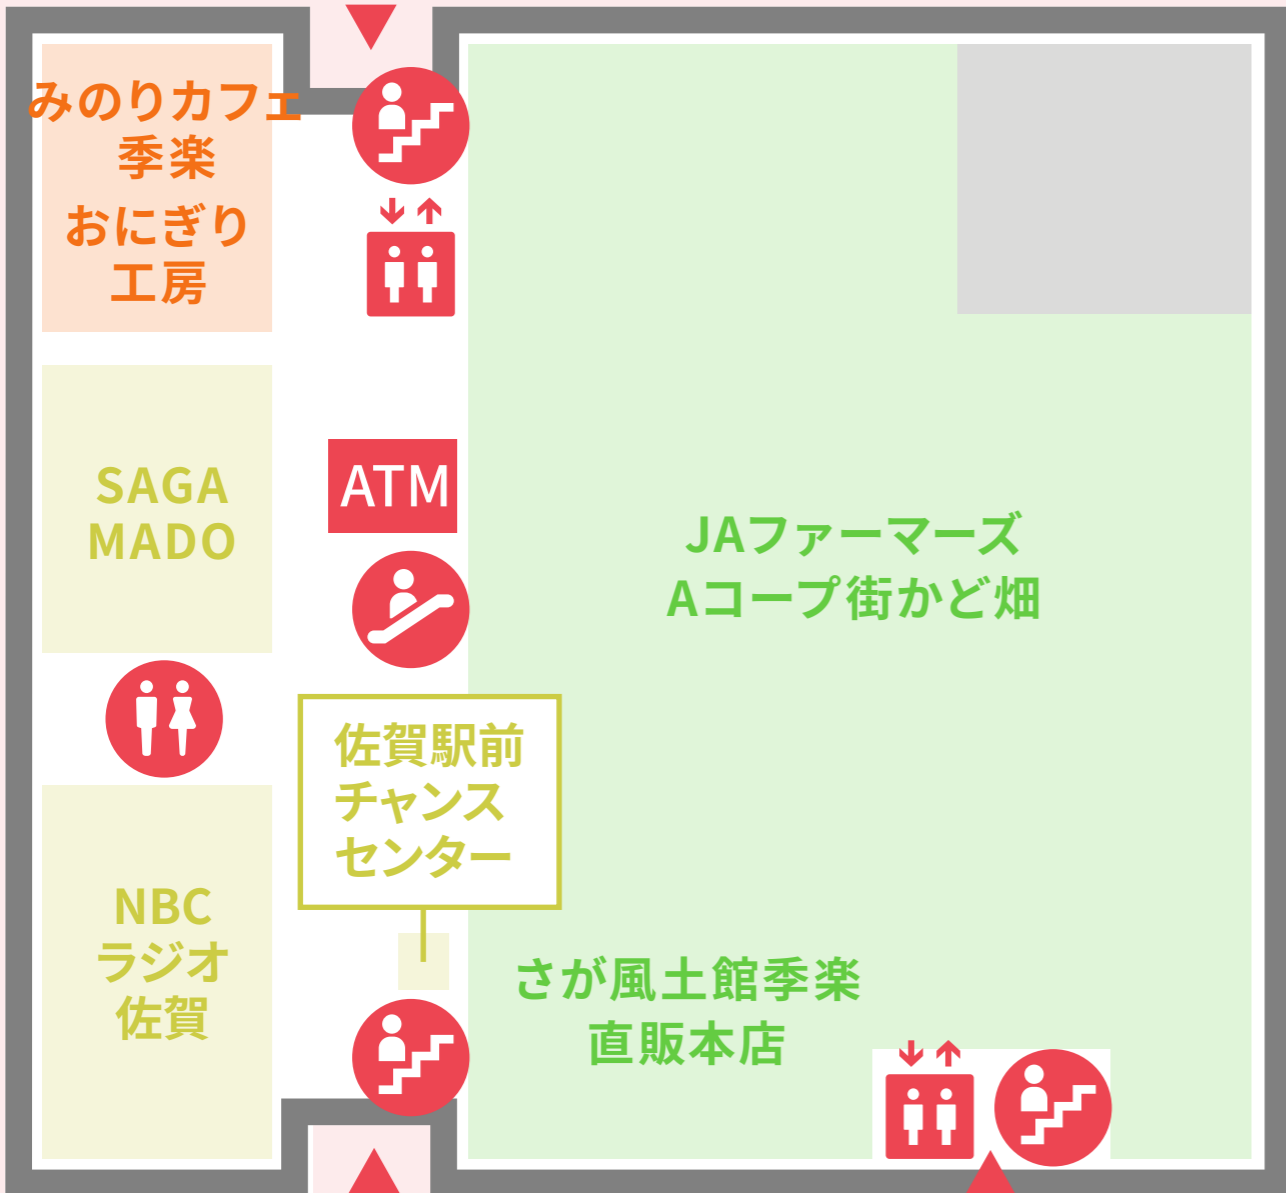 みのりカフェ
季楽
おにぎり
工房
SAGA
MADO
ATM
JAファーマーズ
Aコープ街かど畑
佐賀駅前
チャンス
センター
NBC
ラジオ
佐賀
さが風土館季楽
直販本店